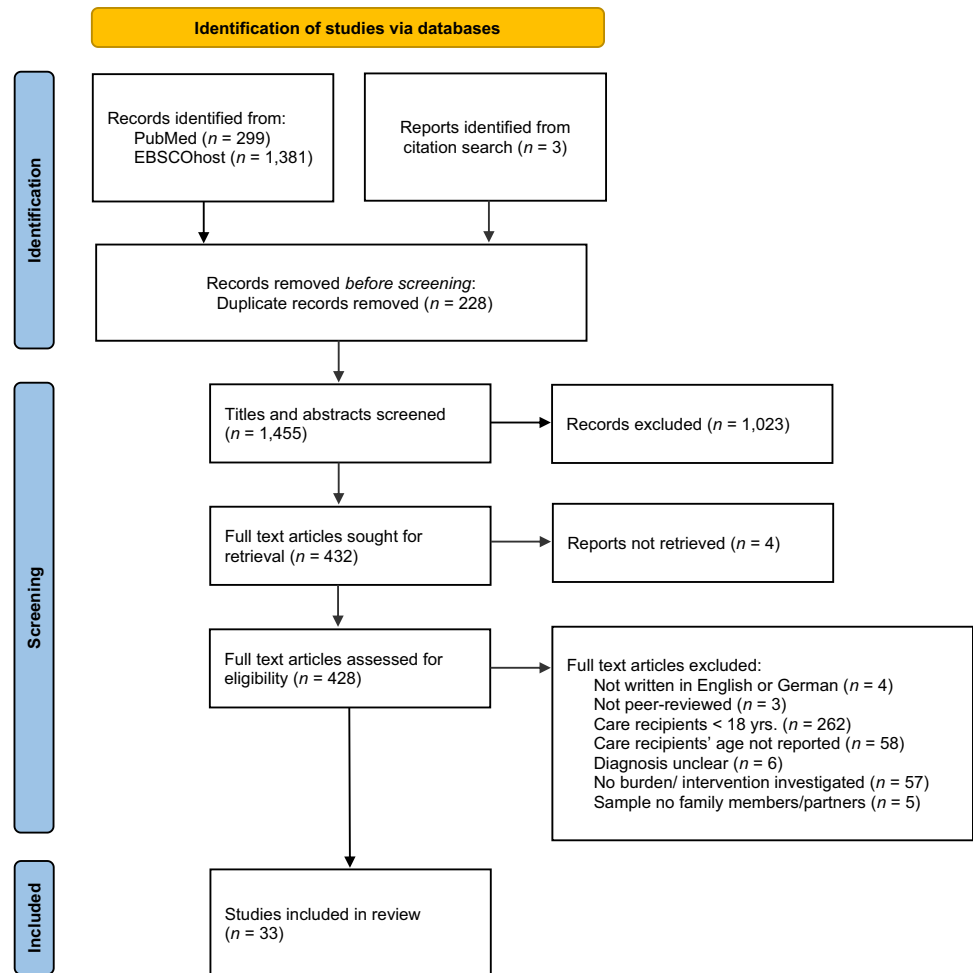 Identification of studies via databases
Identification
Records identified from:
PubMed (n = 299)
EBSCOhost (n = 1,381)
Reports identified from
citation search (n = 3)
Records removed before screening:
Duplicate records removed (n = 228)
Screening
Titles and abstracts screened
(n = 1,455)
Records excluded (n = 1,023)
Full text articles sought for
retrieval (n = 432)
Reports not retrieved (n = 4)
Full text articles assessed for
eligibility (n = 428)
Full text articles excluded:
Not written in English or German (n = 4)
Not peer-reviewed (n = 3)
Care recipients < 18 yrs. (n = 262)
Care recipients’ age not reported (n = 58)
Diagnosis unclear (n = 6)
No burden/ intervention investigated (n = 57)
Sample no family members/partners (n = 5)
Included
Studies included in review
(n = 33)